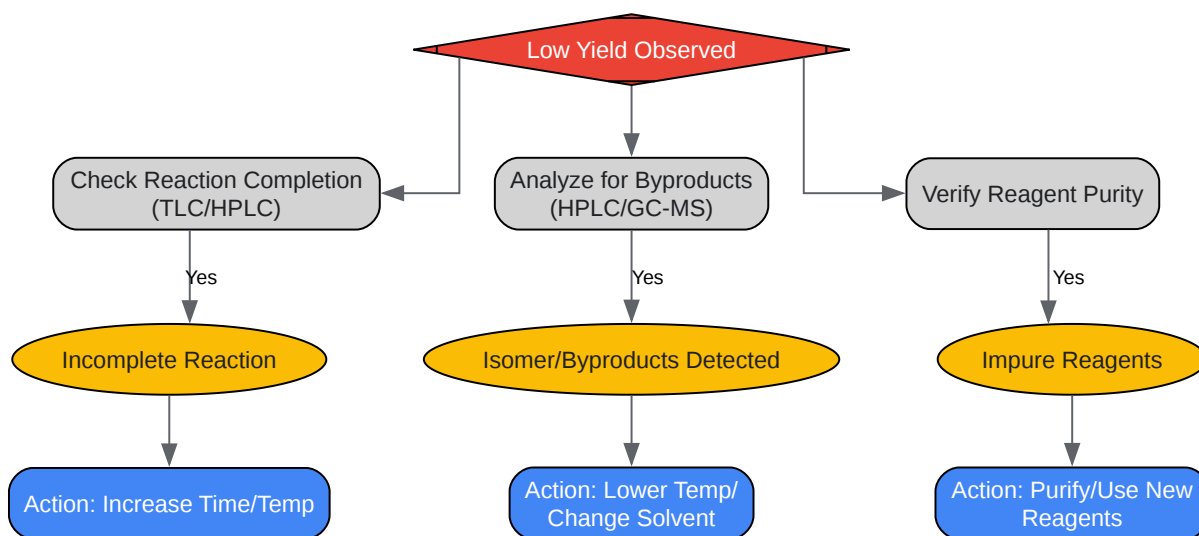 Low Yield Observed
Check Reaction Completion
(TLC/HPLC)
Analyze for Byproducts
(HPLC/GC-MS)
Verify Reagent Purity
Yes
Yes
Yes
Incomplete Reaction
Isomer/Byproducts Detected
Impure Reagents
Action: Increase Time/Temp
Action: Lower Temp/
Change Solvent
Action: Purify/Use New
Reagents